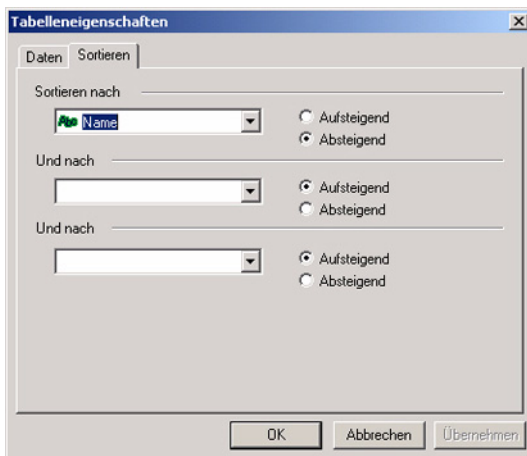 Tabelleneigenschaften
Daten Sortieren
Sortieren nach
Abc Name
Aufsteigend
Absteigend
Und nach
Aufsteigend
Absteigend
Und nach
Aufsteigend
Absteigend
OK Abbrechen Übernehmen